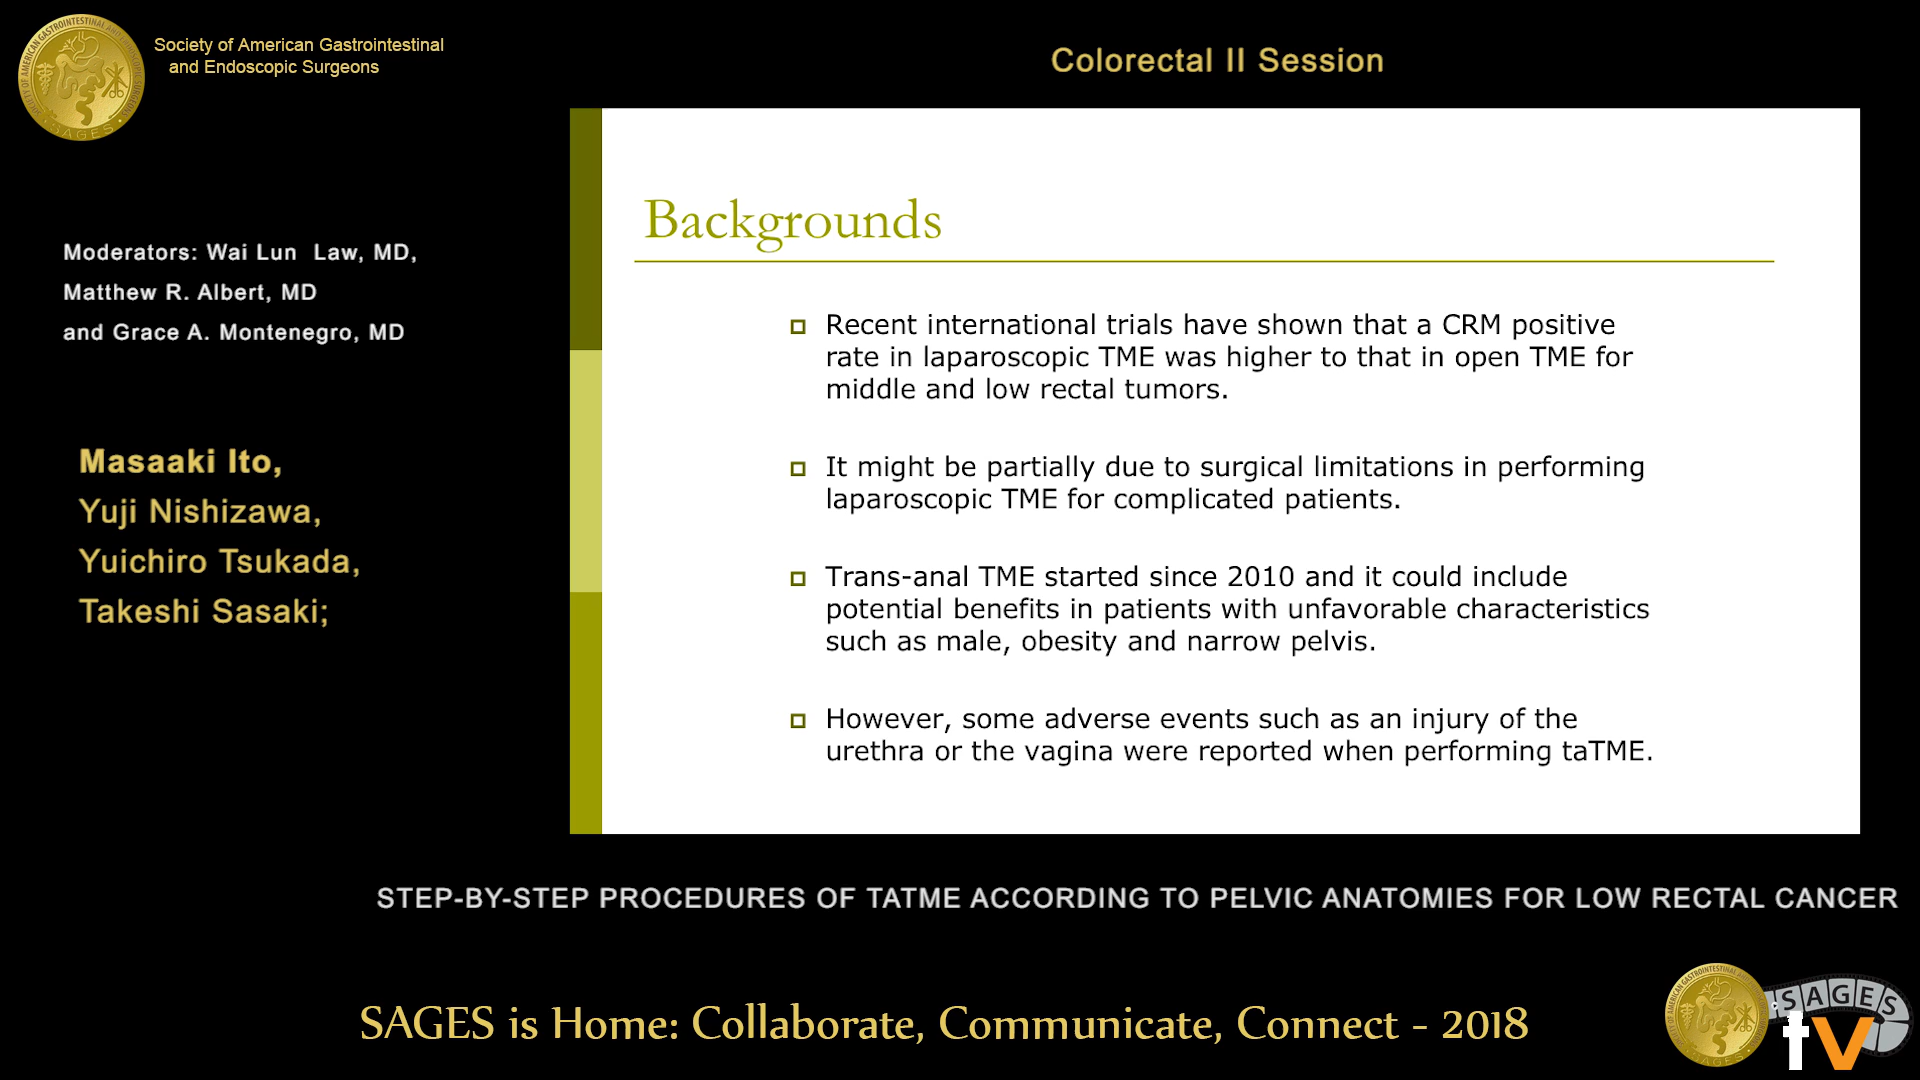 Society of American Gastrointestinal
and Endoscopic Surgeons
Colorectal II Session
Moderators: Wai Lun Law, MD,
Matthew R. Albert, MD
and Grace A. Montenegro, MD
Masaaki Ito,
Yuji Nishizawa,
Yuichiro Tsukada,
Takeshi Sasaki;
Backgrounds
Recent international trials have shown that a CRM positive
rate in laparoscopic TME was higher to that in open TME for
middle and low rectal tumors.
It might be partially due to surgical limitations in performing
laparoscopic TME for complicated patients.
Trans-anal TME started since 2010 and it could include
potential benefits in patients with unfavorable characteristics
such as male, obesity and narrow pelvis.
However, some adverse events such as an injury of the
urethra or the vagina were reported when performing taTME.
STEP-BY-STEP PROCEDURES OF TATME ACCORDING TO PELVIC ANATOMIES FOR LOW RECTAL CANCER
SAGES is Home: Collaborate, Communicate, Connect - 2018
SAGES
tv